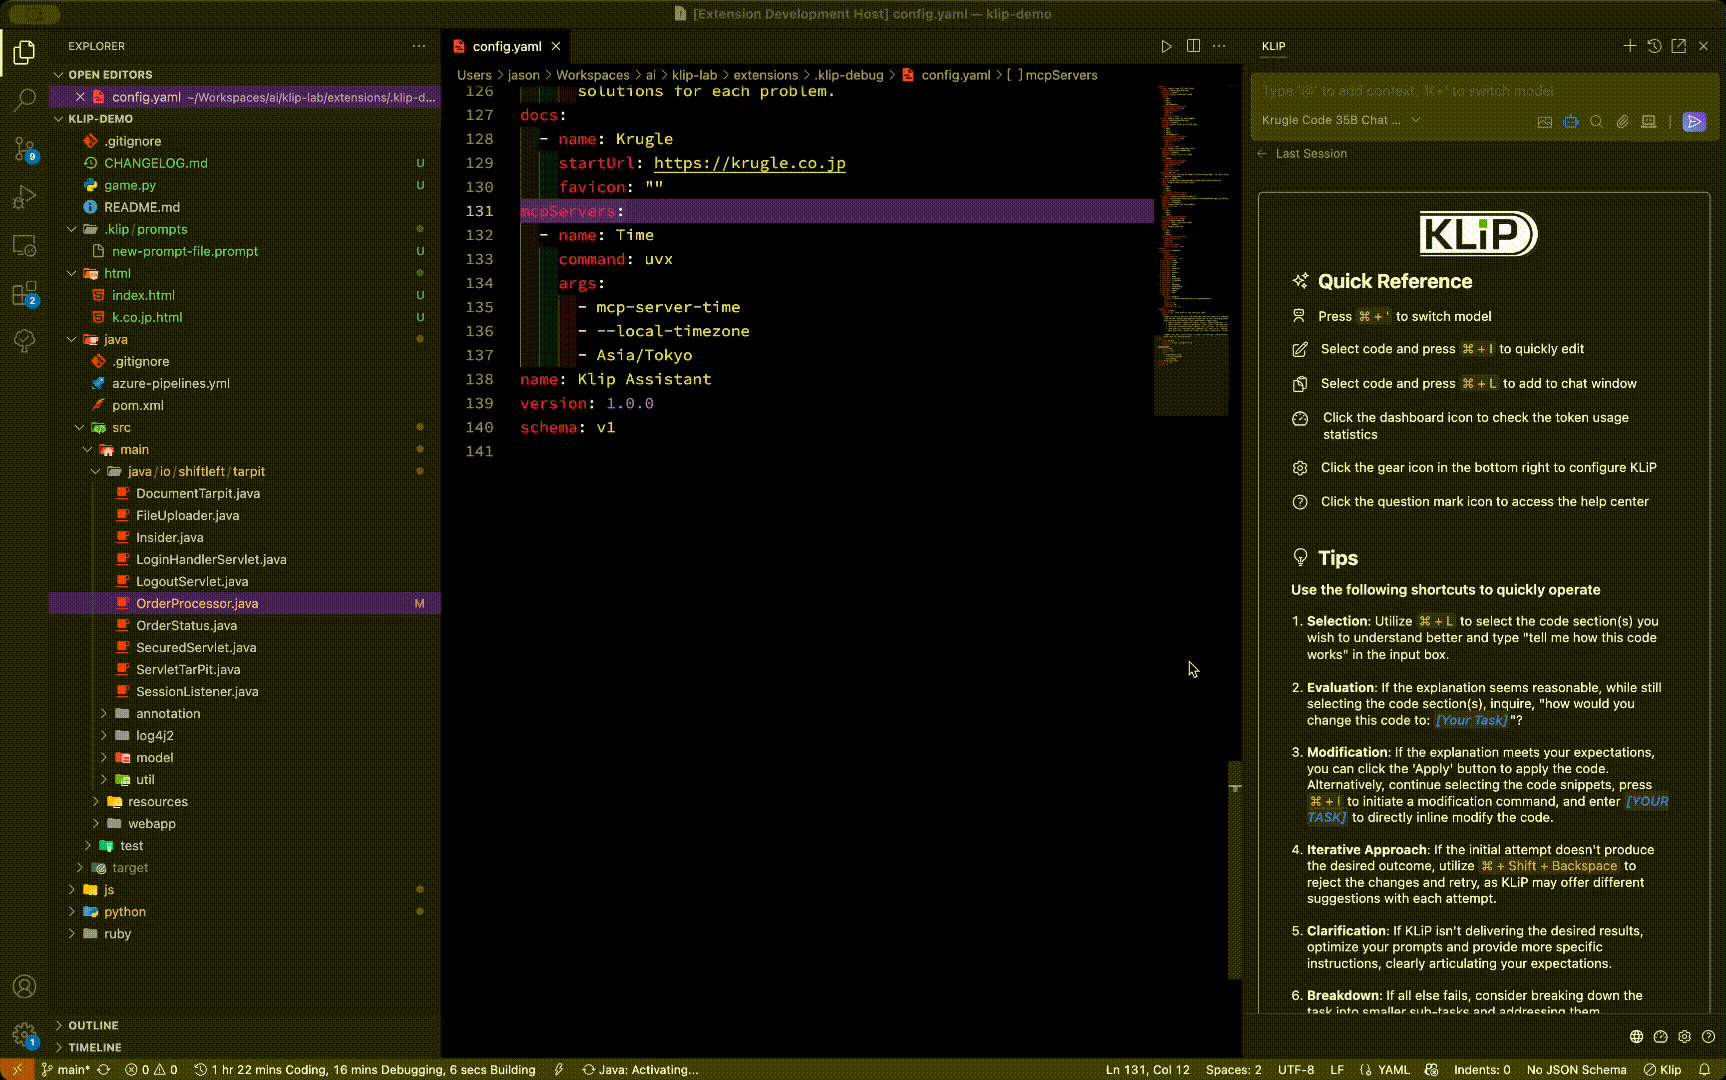 [Extension Development Host] config.yaml — klip-demo
EXPLORER
OPEN EDITORS
config.yaml ~/Workspaces/ai/klip-lab/extensions/.klip-d...
KLIP-DEMO
.gitignore
CHANGELOG.md U
game.py U
README.md
.klip/prompts
new-prompt-file.prompt U
html
index.html U
k.co.jp.html U
java
.gitignore
azure-pipelines.yml
pom.xml
src
main
java/io/shiftleft/tarpit
DocumentTarpit.java
FileUploader.java
Insider.java
LoginHandlerServlet.java
LogoutServlet.java
OrderProcessor.java M
OrderStatus.java
SecuredServlet.java
ServletTarPit.java
SessionListener.java
annotation
log4j2
model
util
resources
webapp
test
target
js
python
ruby
OUTLINE
TIMELINE
9
2
1
config.yaml
Users > jason > Workspaces > ai > klip-lab > extensions > .klip-debug > config.yaml > [ ] mcpServers
126 solutions for each problem.
127 docs:
128 - name: Krugle
129 startUrl: https://krugle.co.jp
130 favicon: ""
131 mcpServers:
132 - name: Time
133 command: uvx
134 args:
135 - mcp-server-time
136 - --local-timezone
137 - Asia/Tokyo
138 name: Klip Assistant
139 version: 1.0.0
140 schema: v1
141
KLIP
Type '@' to add context, ⌘+' to switch model
Krugle Code 35B Chat ...
Last Session
KLiP
Quick Reference
Press ⌘ + ' to switch model
Select code and press ⌘ + I to quickly edit
Select code and press ⌘ + L to add to chat window
Click the dashboard icon to check the token usage
statistics
Click the gear icon in the bottom right to configure KLiP
Click the question mark icon to access the help center
Tips
Use the following shortcuts to quickly operate
1. Selection: Utilize ⌘ + L to select the code section(s) you
wish to understand better and type "tell me how this code
works" in the input box.
2. Evaluation: If the explanation seems reasonable, while still
selecting the code section(s), inquire, "how would you
change this code to: [Your Task]"?
3. Modification: If the explanation meets your expectations,
you can click the 'Apply' button to apply the code.
Alternatively, continue selecting the code snippets, press
⌘ + I to initiate a modification command, and enter [YOUR
TASK] to directly inline modify the code.
4. Iterative Approach: If the initial attempt doesn't produce
the desired outcome, utilize ⌘ + Shift + Backspace to
reject the changes and retry, as KLiP may offer different
suggestions with each attempt.
5. Clarification: If KLiP isn't delivering the desired results,
optimize your prompts and provide more specific
instructions, clearly articulating your expectations.
6. Breakdown: If all else fails, consider breaking down the
task into smaller sub-tasks and addressing them
main* 0 0 1 hr 22 mins Coding, 16 mins Debugging, 6 secs Building Java: Activating... Ln 131, Col 12 Spaces: 2 UTF-8 LF {} YAML Indents: 0 No JSON Schema Klip